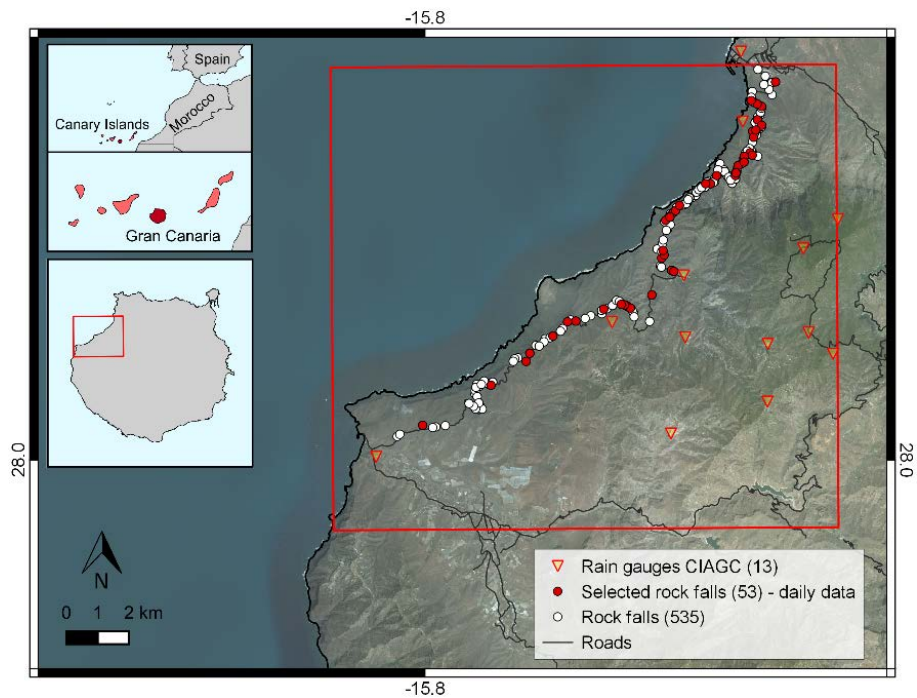 -15.8
Spain
Morocco
Canary Islands
Gran Canaria
28.0
28.0
N
0 1 2 km
Rain gauges CIAGC (13)
Selected rock falls (53) - daily data
Rock falls (535)
Roads
-15.8